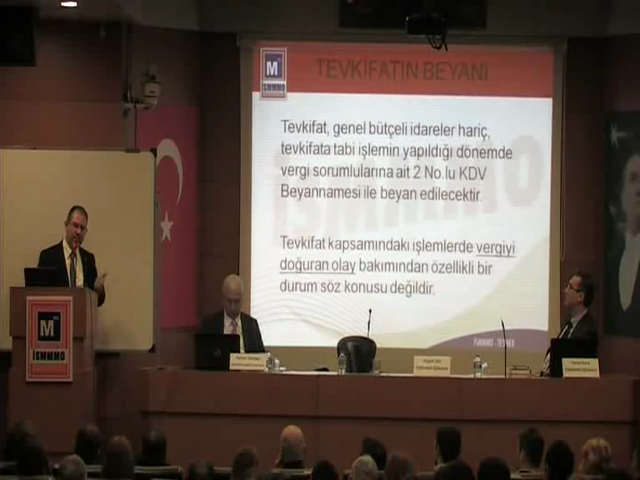 M
İSMMMO
TEVKİFATIN BEYANI
Tevkifat, genel bütçeli idareler hariç,
tevkifata tabi işlemin yapıldığı dönemde
vergi sorumlularına ait 2 No.lu KDV
Beyannamesi ile beyan edilecektir.
Tevkifat kapsamındaki işlemlerde vergiyi
doğuran olay bakımından özellikli bir
durum söz konusu değildir.
M
İSMMMO